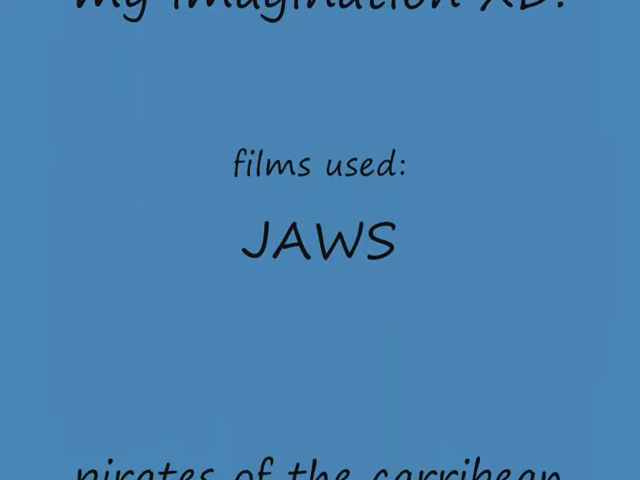 my imagination XD!
films used:
JAWS
pirates of the carribean